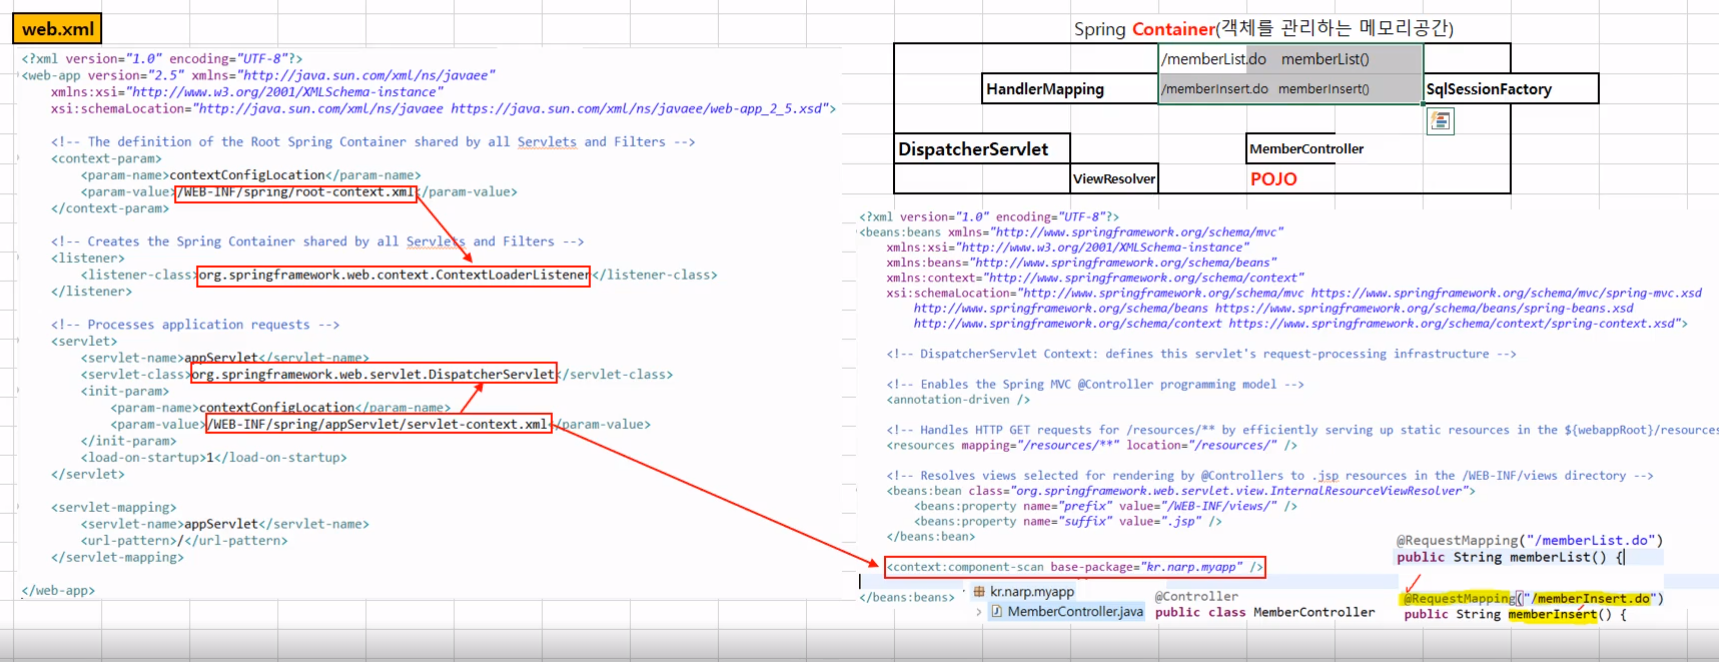 web.xml
<?xml version="1.0" encoding="UTF-8"?>
<web-app version="2.5" xmlns="http://java.sun.com/xml/ns/javaee"
xmlns:xsi="http://www.w3.org/2001/XMLSchema-instance"
xsi:schemaLocation="http://java.sun.com/xml/ns/javaee https://java.sun.com/xml/ns/javaee/web-app_2_5.xsd">
<!-- The definition of the Root Spring Container shared by all Servlets and Filters -->
<context-param>
<param-name>contextConfigLocation</param-name>
<param-value>/WEB-INF/spring/root-context.xml</param-value>
</context-param>
<!-- Creates the Spring Container shared by all Servlets and Filters -->
<listener>
<listener-class>org.springframework.web.context.ContextLoaderListener</listener-class>
</listener>
<!-- Processes application requests -->
<servlet>
<servlet-name>appServlet</servlet-name>
<servlet-class>org.springframework.web.servlet.DispatcherServlet</servlet-class>
<init-param>
<param-name>contextConfigLocation</param-name>
<param-value>/WEB-INF/spring/appServlet/servlet-context.xml</param-value>
</init-param>
<load-on-startup>1</load-on-startup>
</servlet>
<servlet-mapping>
<servlet-name>appServlet</servlet-name>
<url-pattern>/</url-pattern>
</servlet-mapping>
</web-app>
Spring Container(객체를 관리하는 메모리공간)
/memberList.do memberList()
HandlerMapping /memberInsert.do memberInsert() SqlSessionFactory
DispatcherServlet MemberController
ViewResolver POJO
<?xml version="1.0" encoding="UTF-8"?>
<beans:beans xmlns="http://www.springframework.org/schema/mvc"
xmlns:xsi="http://www.w3.org/2001/XMLSchema-instance"
xmlns:beans="http://www.springframework.org/schema/beans"
xmlns:context="http://www.springframework.org/schema/context"
xsi:schemaLocation="http://www.springframework.org/schema/mvc https://www.springframework.org/schema/mvc/spring-mvc.xsd
http://www.springframework.org/schema/beans https://www.springframework.org/schema/beans/spring-beans.xsd
http://www.springframework.org/schema/context https://www.springframework.org/schema/context/spring-context.xsd">
<!-- DispatcherServlet Context: defines this servlet's request-processing infrastructure -->
<!-- Enables the Spring MVC @Controller programming model -->
<annotation-driven />
<!-- Handles HTTP GET requests for /resources/** by efficiently serving up static resources in the ${webappRoot}/resources
<resources mapping="/resources/**" location="/resources/" />
<!-- Resolves views selected for rendering by @Controllers to .jsp resources in the /WEB-INF/views directory -->
<beans:bean class="org.springframework.web.servlet.view.InternalResourceViewResolver">
<beans:property name="prefix" value="/WEB-INF/views/" />
<beans:property name="suffix" value=".jsp" />
</beans:bean>
<context:component-scan base-package="kr.narp.myapp" />
</beans:beans>
kr.narp.myapp
MemberController.java
@Controller
public class MemberController
@RequestMapping("/memberList.do")
public String memberList() {
@RequestMapping("/memberInsert.do")
public String memberInsert() {